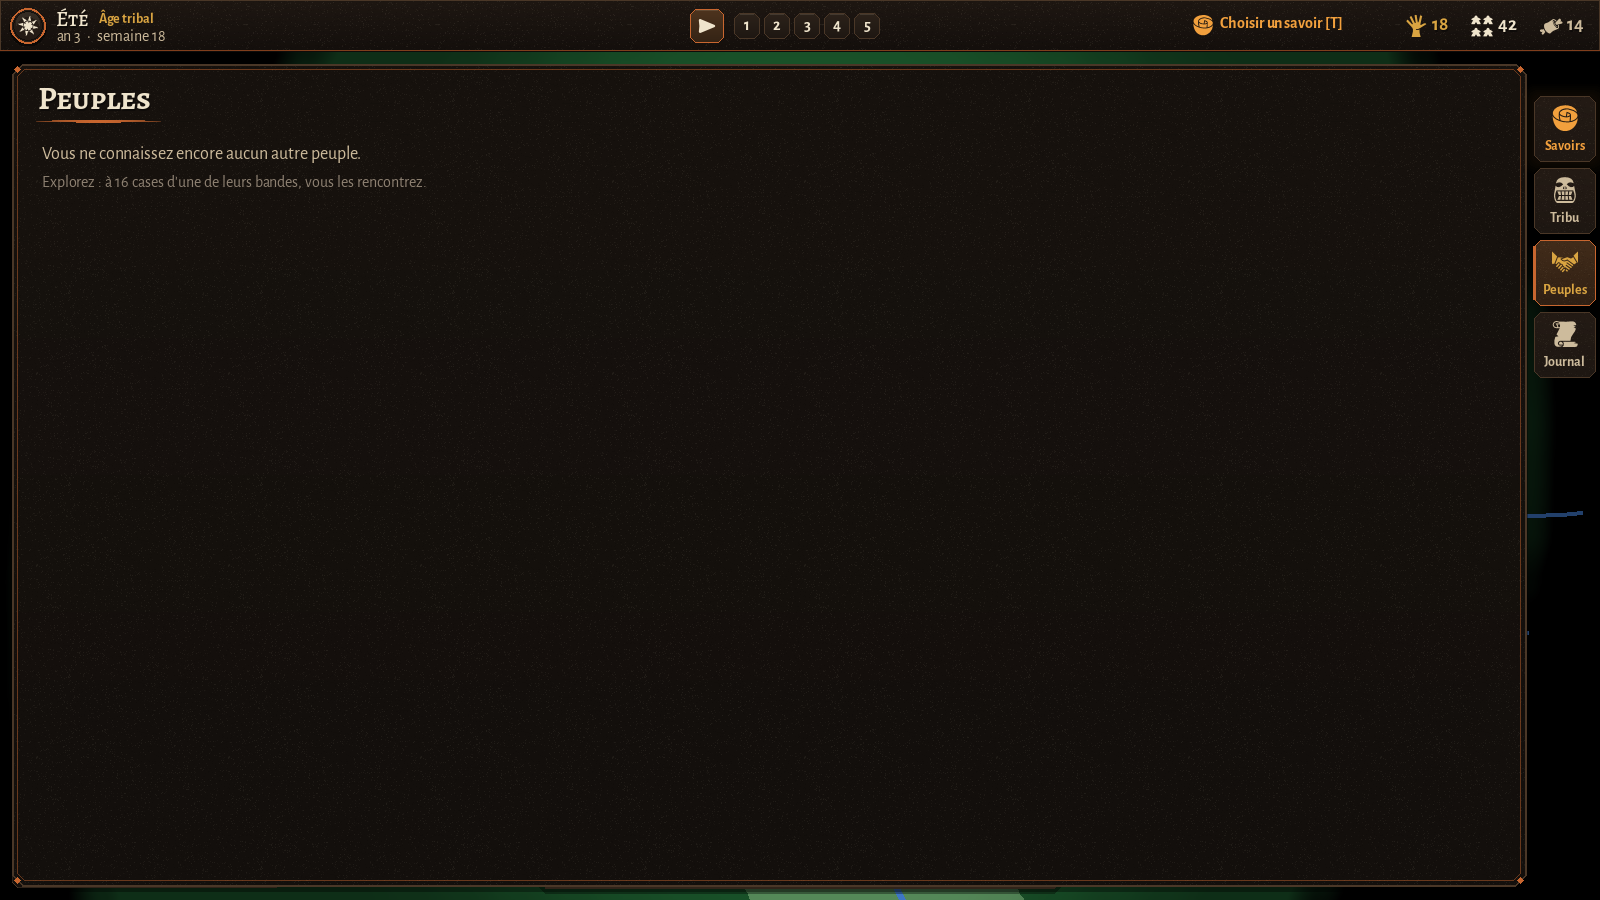 Été Âge tribal
an 3 · semaine 18
1 2 3 4 5
Choisir un savoir [T]
18 42 14
Peuples
Vous ne connaissez encore aucun autre peuple.
Explorez : à 16 cases d'une de leurs bandes, vous les rencontrez.
Savoirs
Tribu
Peuples
Journal